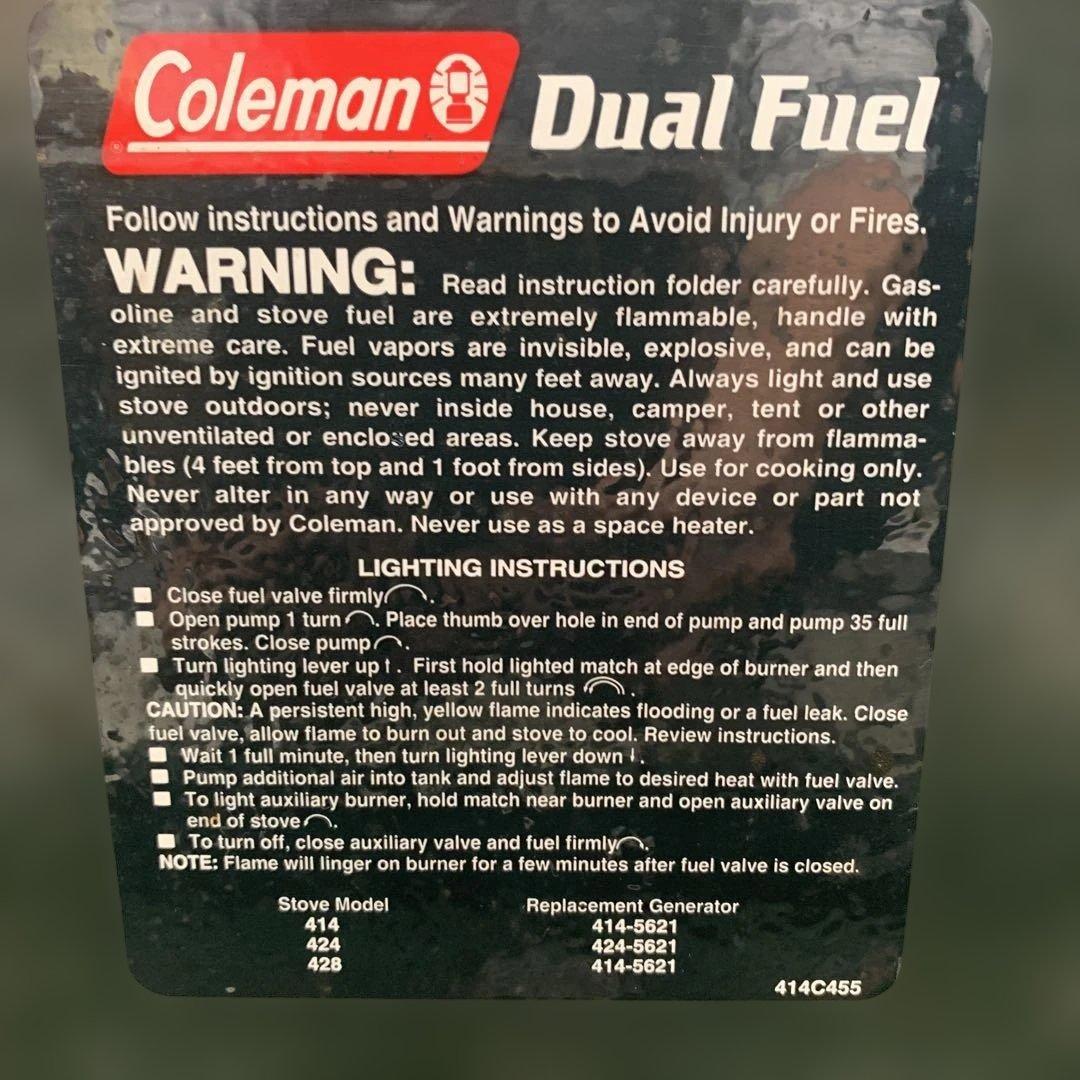 Coleman Dual Fuel
Follow instructions and Warnings to Avoid Injury or Fires.
WARNING: Read instruction folder carefully. Gas-
oline and stove fuel are extremely flammable, handle with
extreme care. Fuel vapors are invisible, explosive, and can be
ignited by ignition sources many feet away. Always light and use
stove outdoors; never inside house, camper, tent or other
unventilated or enclosed areas. Keep stove away from flamma-
bles (4 feet from top and 1 foot from sides). Use for cooking only.
Never alter in any way or use with any device or part not
approved by Coleman. Never use as a space heater.
LIGHTING INSTRUCTIONS
■ Close fuel valve firmly.
■ Open pump 1 turn. Place thumb over hole in end of pump and pump 35 full
strokes. Close pump.
■ Turn lighting lever up ↑. First hold lighted match at edge of burner and then
quickly open fuel valve at least 2 full turns.
CAUTION: A persistent high, yellow flame indicates flooding or a fuel leak. Close
fuel valve, allow flame to burn out and stove to cool. Review instructions.
■ Wait 1 full minute, then turn lighting lever down ↓.
■ Pump additional air into tank and adjust flame to desired heat with fuel valve.
■ To light auxiliary burner, hold match near burner and open auxiliary valve on
end of stove.
■ To turn off, close auxiliary valve and fuel firmly.
NOTE: Flame will linger on burner for a few minutes after fuel valve is closed.
Stove Model Replacement Generator
414 414-5621
424 424-5621
428 414-5621
414C455